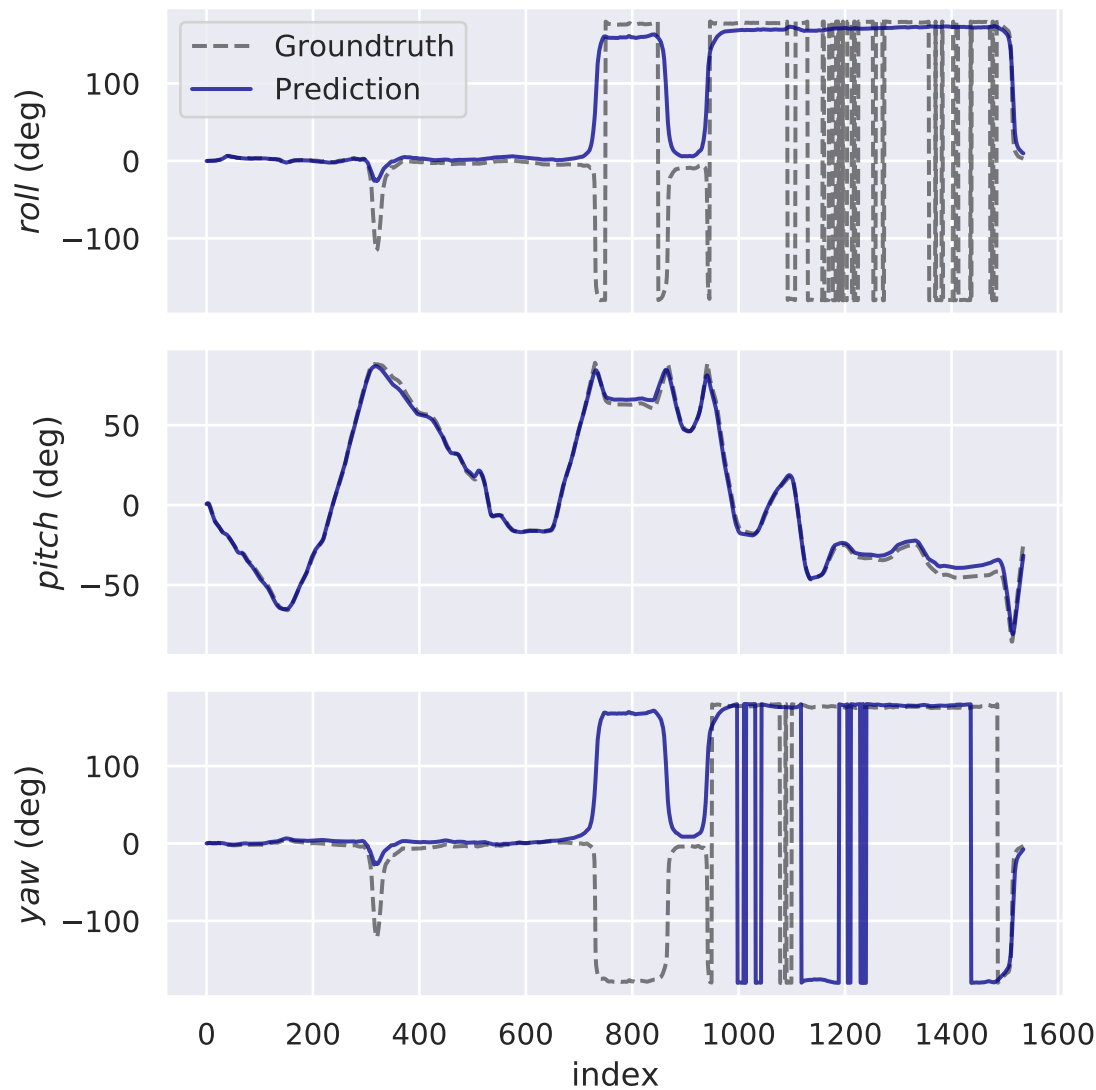 Groundtruth
Prediction
roll (deg)
100
0
−100
pitch (deg)
50
0
−50
yaw (deg)
100
0
−100
0 200 400 600 800 1000 1200 1400 1600
index